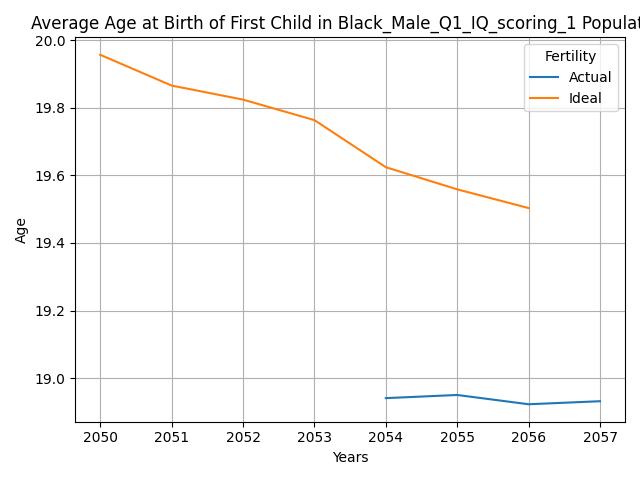 Average Age at Birth of First Child in Black_Male_Q1_IQ_scoring_1 Populat
20.0
19.8
19.6
19.4
19.2
19.0
Age
Fertility
Actual
Ideal
2050 2051 2052 2053 2054 2055 2056 2057
Years